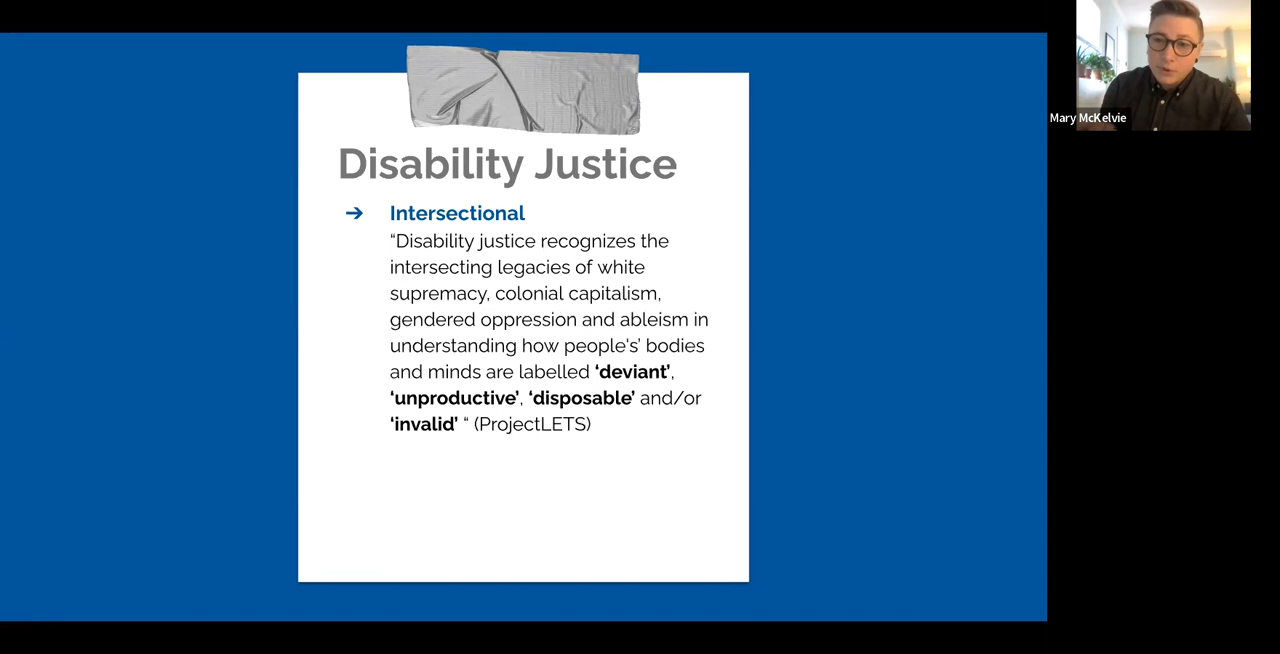 Disability Justice
➔ Intersectional
“Disability justice recognizes the
intersecting legacies of white
supremacy, colonial capitalism,
gendered oppression and ableism in
understanding how people's’ bodies
and minds are labelled ‘deviant’,
‘unproductive’, ‘disposable’ and/or
‘invalid’ “ (ProjectLETS)
Mary McKelvie